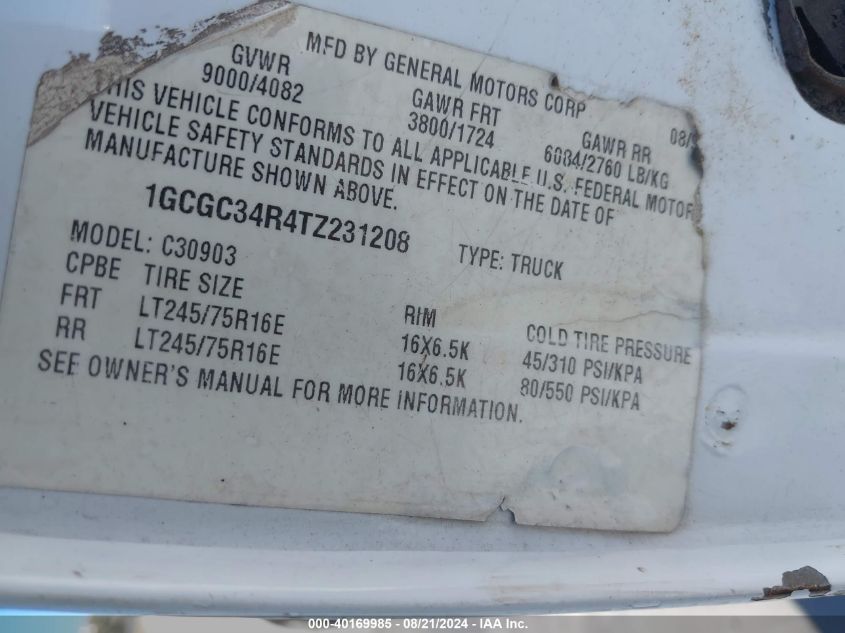 MFD BY GENERAL MOTORS CORP 08/
GVWR GAWR FRT GAWR RR
9000/4082 3800/1724 6084/2760 LB/KG
HIS VEHICLE CONFORMS TO ALL APPLICABLE U.S. FEDERAL MOTOR
VEHICLE SAFETY STANDARDS IN EFFECT ON THE DATE OF
MANUFACTURE SHOWN ABOVE.
1GCGC34R4TZ231208
MODEL: C30903 TYPE: TRUCK
CPBE TIRE SIZE RIM COLD TIRE PRESSURE
FRT LT245/75R16E 16X6.5K 45/310 PSI/KPA
RR LT245/75R16E 16X6.5K 80/550 PSI/KPA
SEE OWNER'S MANUAL FOR MORE INFORMATION.
000-40169985 - 08/21/2024 - IAA Inc.